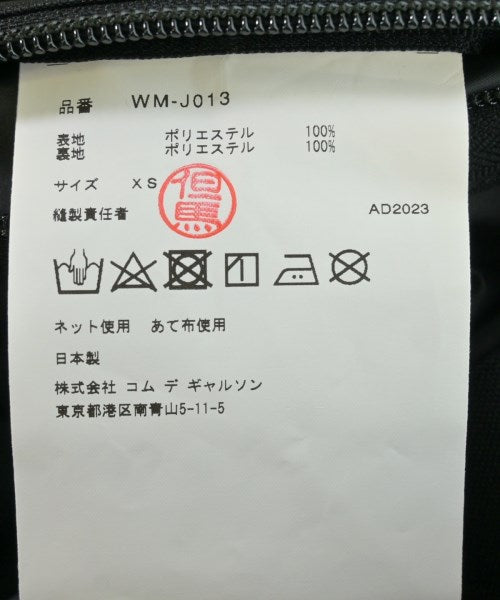 品番 WM-J013
表地 ポリエステル 100%
裏地 ポリエステル 100%
サイズ XS
縫製責任者 AD2023
ネット使用 あて布使用
日本製
株式会社 コム デ ギャルソン
東京都港区南青山5-11-5